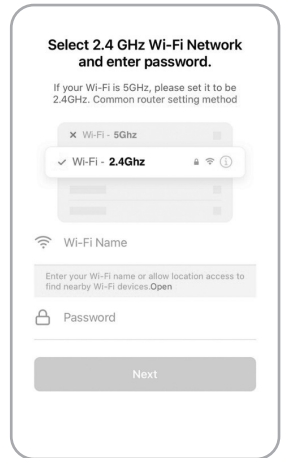 Select 2.4 GHz Wi-Fi Network
and enter password.
If your Wi-Fi is 5GHz, please set it to be
2.4GHz. Common router setting method
Wi-Fi - 5Ghz
Wi-Fi - 2.4Ghz
Wi-Fi Name
Enter your Wi-Fi name or allow location access to
find nearby Wi-Fi devices.Open
Password
Next